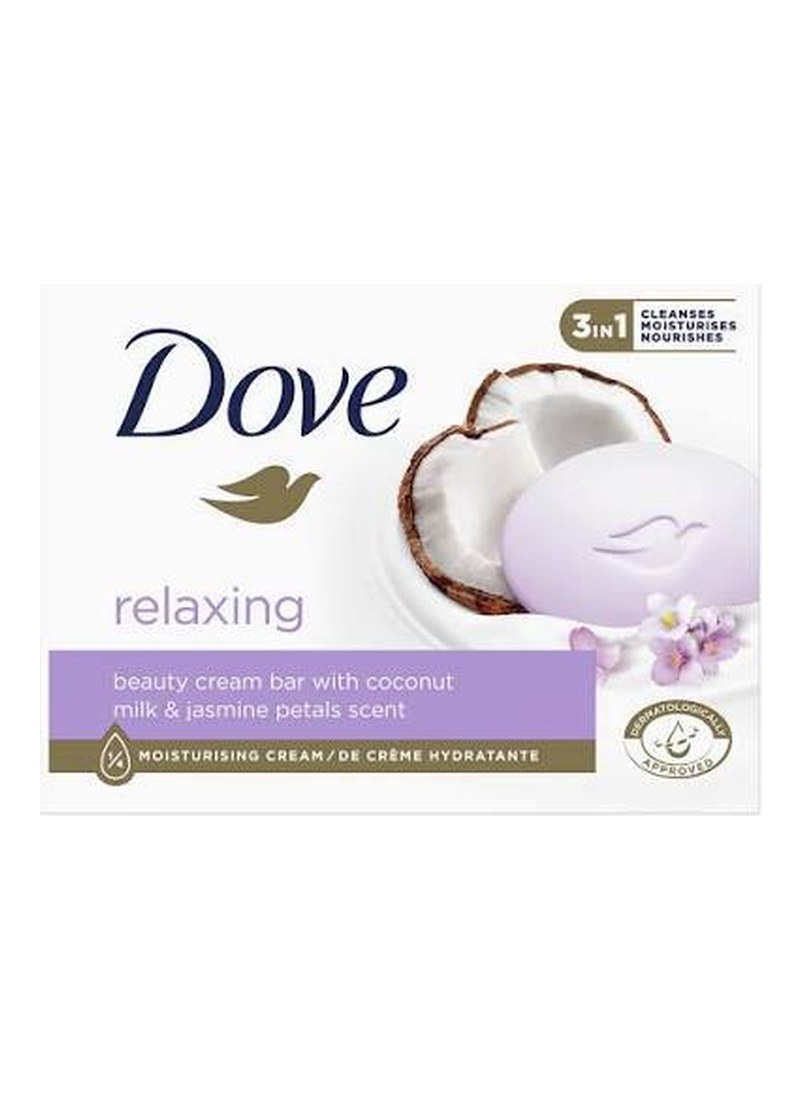 Dove
3IN1
CLEANSES
MOISTURISES
NOURISHES
relaxing
beauty cream bar with coconut
milk & jasmine petals scent
1/4 MOISTURISING CREAM/DE CRÈME HYDRATANTE
DERMATOLOGICALLY
APPROVED